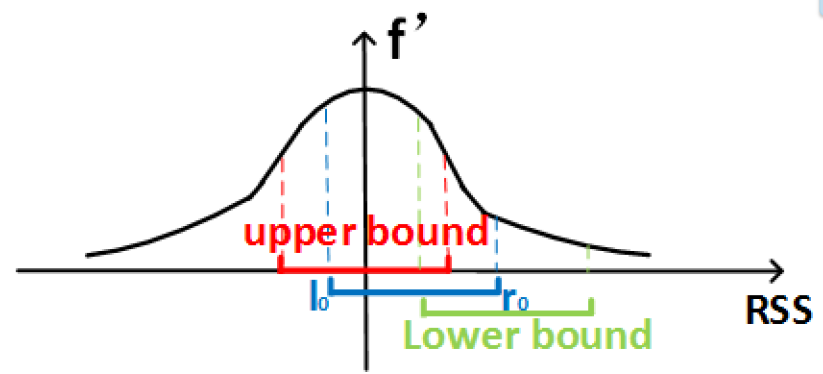 f’
upper bound
l₀
r₀
RSS
Lower bound